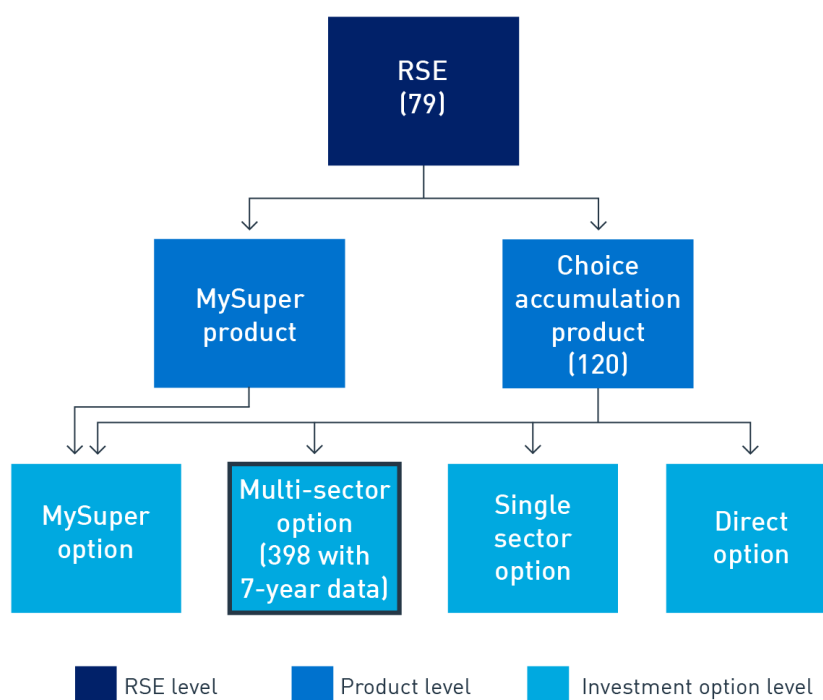 RSE
(79)
MySuper
product
Choice
accumulation
product
(120)
MySuper
option
Multi-sector
option
(398 with
7-year data)
Single
sector
option
Direct
option
RSE level
Product level
Investment option level